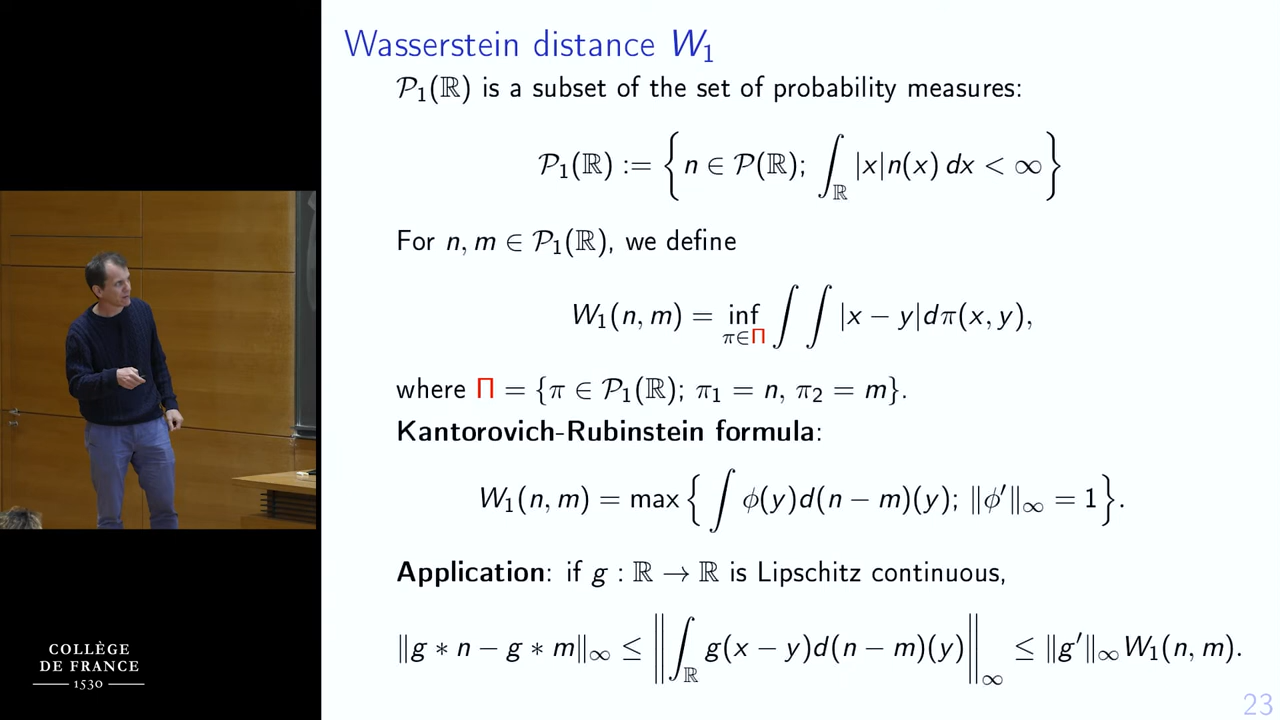 Wasserstein distance W₁
𝒫₁(ℝ) is a subset of the set of probability measures:
𝒫₁(ℝ) := { n ∈ 𝒫(ℝ); ∫_ℝ |x|n(x) dx < ∞ }
For n, m ∈ 𝒫₁(ℝ), we define
W₁(n, m) = inf_{π∈Π} ∫ ∫ |x − y|dπ(x, y),
where Π = {π ∈ 𝒫₁(ℝ); π₁ = n, π₂ = m}.
Kantorovich-Rubinstein formula:
W₁(n, m) = max { ∫ ϕ(y)d(n − m)(y); ‖ϕ′‖_∞ = 1 }.
Application: if g : ℝ → ℝ is Lipschitz continuous,
‖g ∗ n − g ∗ m‖_∞ ≤ ‖ ∫_ℝ g(x − y)d(n − m)(y) ‖_∞ ≤ ‖g′‖_∞ W₁(n, m).
23
COLLÈGE
DE FRANCE
1530